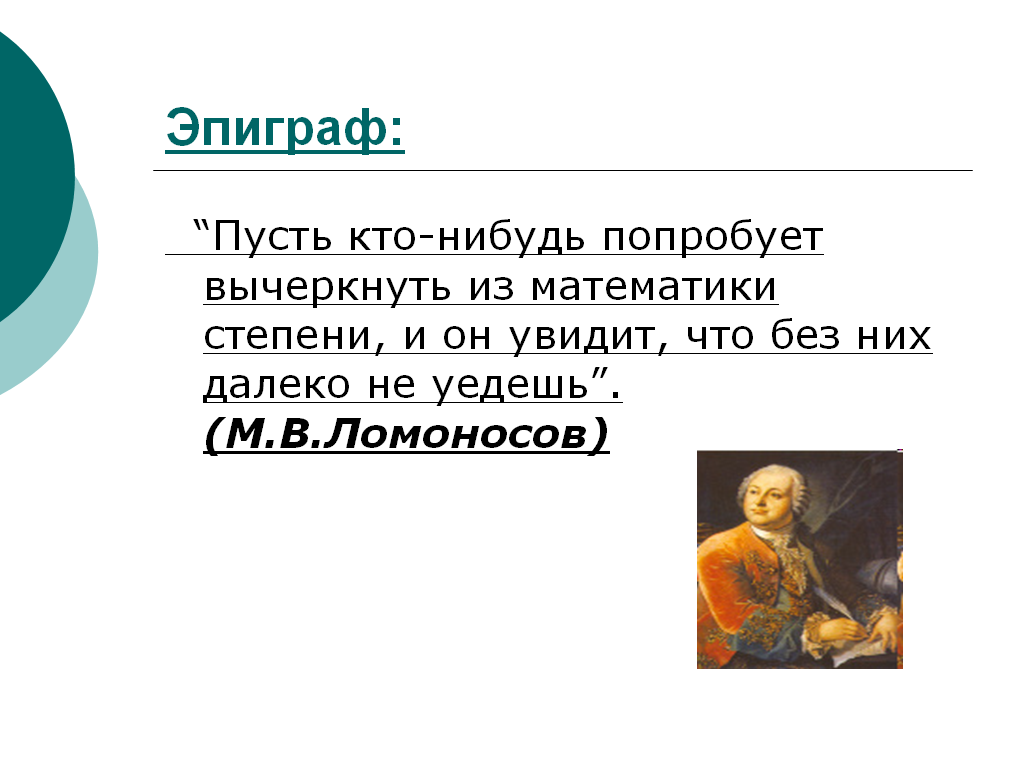 Эпиграф:
“Пусть кто-нибудь попробует
вычеркнуть из математики
степени, и он увидит, что без них
далеко не уедешь”.
(М.В.Ломоносов)